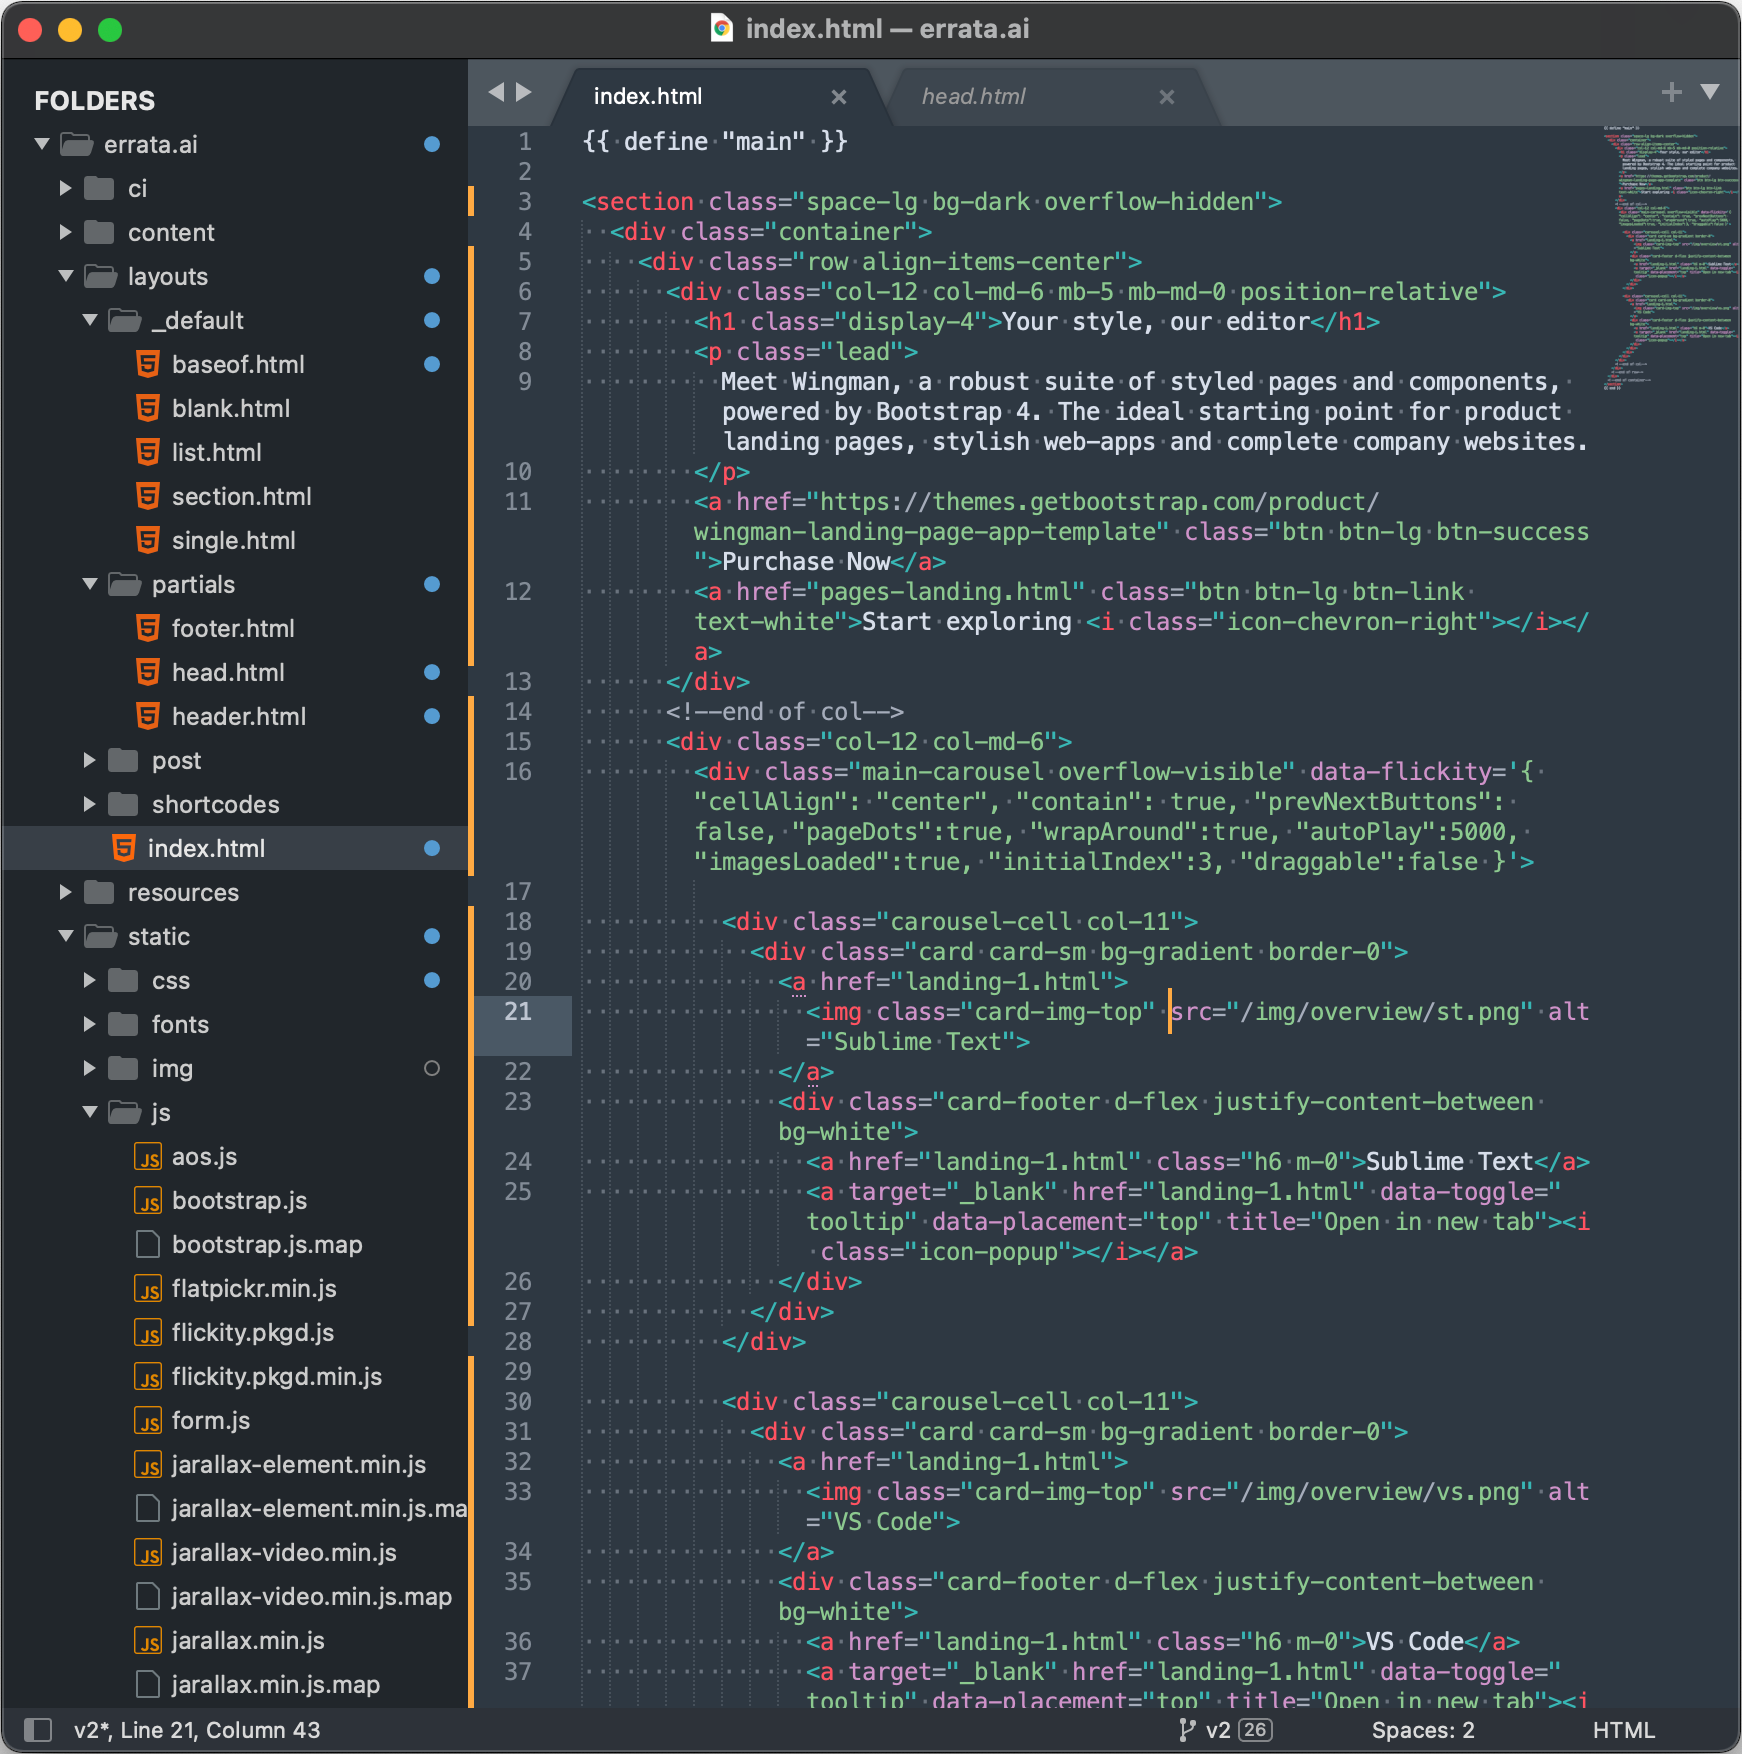 index.html — errata.ai
FOLDERS
errata.ai
ci
content
layouts
_default
baseof.html
blank.html
list.html
section.html
single.html
partials
footer.html
head.html
header.html
post
shortcodes
index.html
resources
static
css
fonts
img
js
aos.js
bootstrap.js
bootstrap.js.map
flatpickr.min.js
flickity.pkgd.js
flickity.pkgd.min.js
form.js
jarallax-element.min.js
jarallax-element.min.js.ma
jarallax-video.min.js
jarallax-video.min.js.map
jarallax.min.js
jarallax.min.js.map
index.html
head.html
1 {{ define "main" }}
2
3 <section class="space-lg bg-dark overflow-hidden">
4 <div class="container">
5 <div class="row align-items-center">
6 <div class="col-12 col-md-6 mb-5 mb-md-0 position-relative">
7 <h1 class="display-4">Your style, our editor</h1>
8 <p class="lead">
9 Meet Wingman, a robust suite of styled pages and components,
powered by Bootstrap 4. The ideal starting point for product
landing pages, stylish web-apps and complete company websites.
10 </p>
11 <a href="https://themes.getbootstrap.com/product/
wingman-landing-page-app-template" class="btn btn-lg btn-success
">Purchase Now</a>
12 <a href="pages-landing.html" class="btn btn-lg btn-link
text-white">Start exploring <i class="icon-chevron-right"></i></
a>
13 </div>
14 <!--end of col-->
15 <div class="col-12 col-md-6">
16 <div class="main-carousel overflow-visible" data-flickity='{
"cellAlign": "center", "contain": true, "prevNextButtons":
false, "pageDots":true, "wrapAround":true, "autoPlay":5000,
"imagesLoaded":true, "initialIndex":3, "draggable":false }'>
17
18 <div class="carousel-cell col-11">
19 <div class="card card-sm bg-gradient border-0">
20 <a href="landing-1.html">
21 <img class="card-img-top" src="/img/overview/st.png" alt
="Sublime Text">
22 </a>
23 <div class="card-footer d-flex justify-content-between
bg-white">
24 <a href="landing-1.html" class="h6 m-0">Sublime Text</a>
25 <a target="_blank" href="landing-1.html" data-toggle="
tooltip" data-placement="top" title="Open in new tab"><i
class="icon-popup"></i></a>
26 </div>
27 </div>
28 </div>
29
30 <div class="carousel-cell col-11">
31 <div class="card card-sm bg-gradient border-0">
32 <a href="landing-1.html">
33 <img class="card-img-top" src="/img/overview/vs.png" alt
="VS Code">
34 </a>
35 <div class="card-footer d-flex justify-content-between
bg-white">
36 <a href="landing-1.html" class="h6 m-0">VS Code</a>
37 <a target="_blank" href="landing-1.html" data-toggle="
tooltip" data-placement="top" title="Open in new tab"><i
v2*, Line 21, Column 43
v2 26
Spaces: 2
HTML